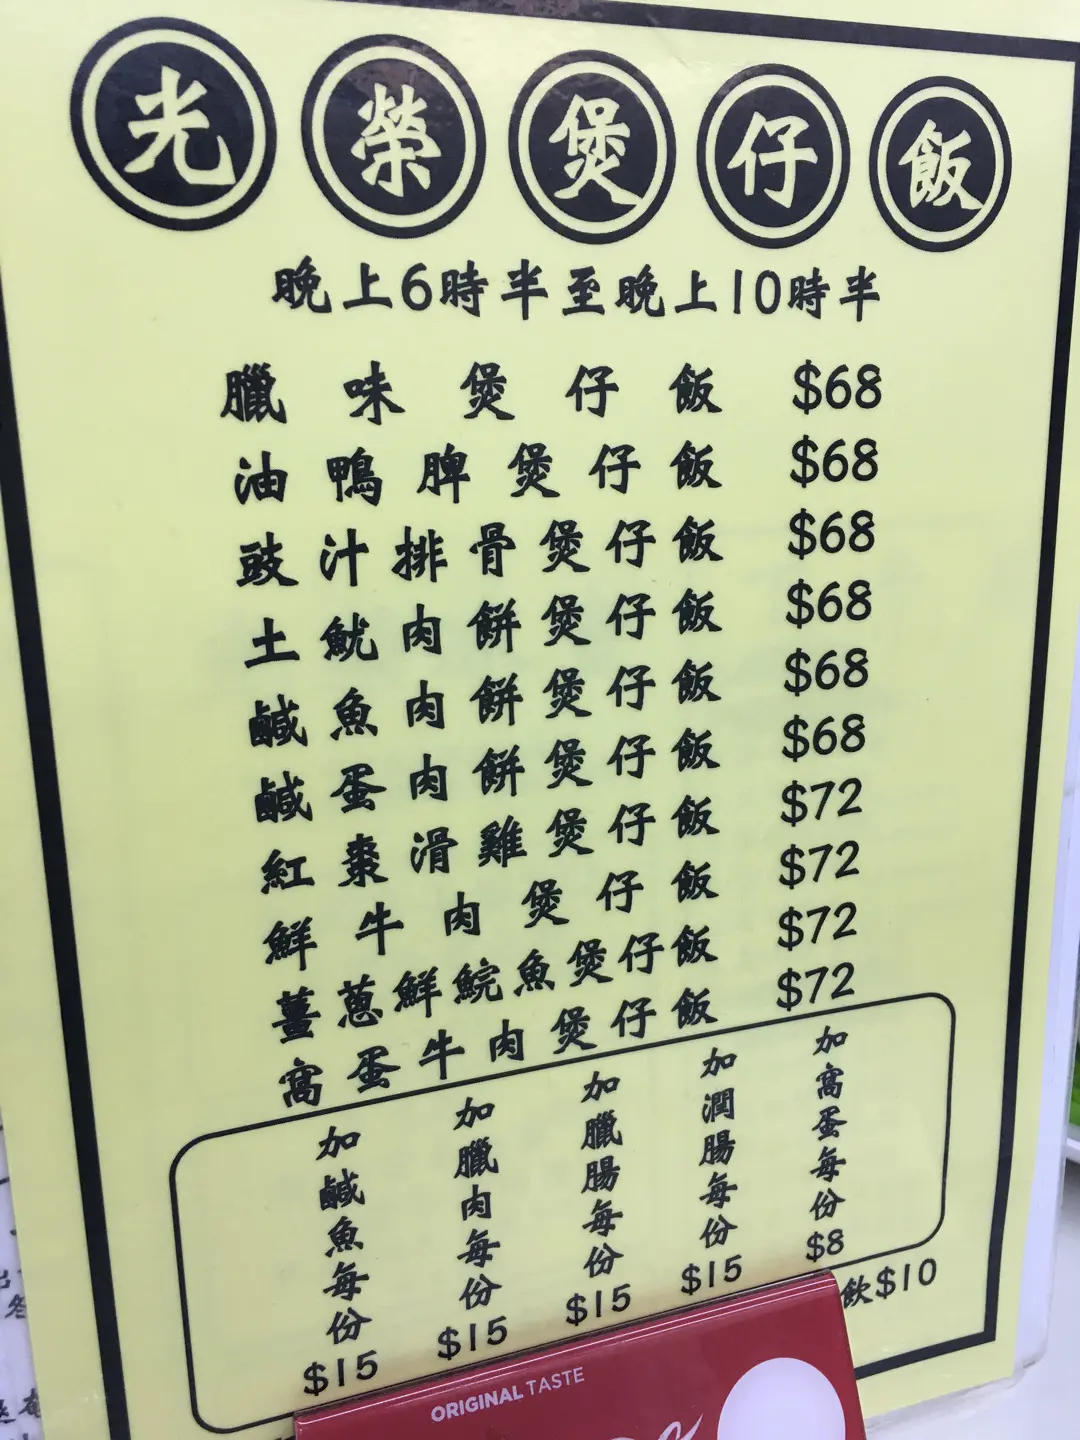 光榮煲仔飯
晚上6時半至晚上10時半
臘味煲仔飯 $68
油鴨脾煲仔飯 $68
豉汁排骨煲仔飯 $68
土魷肉餅煲仔飯 $68
鹹魚肉餅煲仔飯 $68
鹹蛋肉餅煲仔飯 $68
紅棗滑雞煲仔飯 $72
鮮牛肉煲仔飯 $72
薑蔥鮮鯇魚煲仔飯 $72
窩蛋牛肉煲仔飯 $72
加鹹魚每份 $15
加臘肉每份 $15
加臘腸每份 $15
加潤腸每份 $15
加窩蛋每份 $8
飲 $10
ORIGINAL TASTE